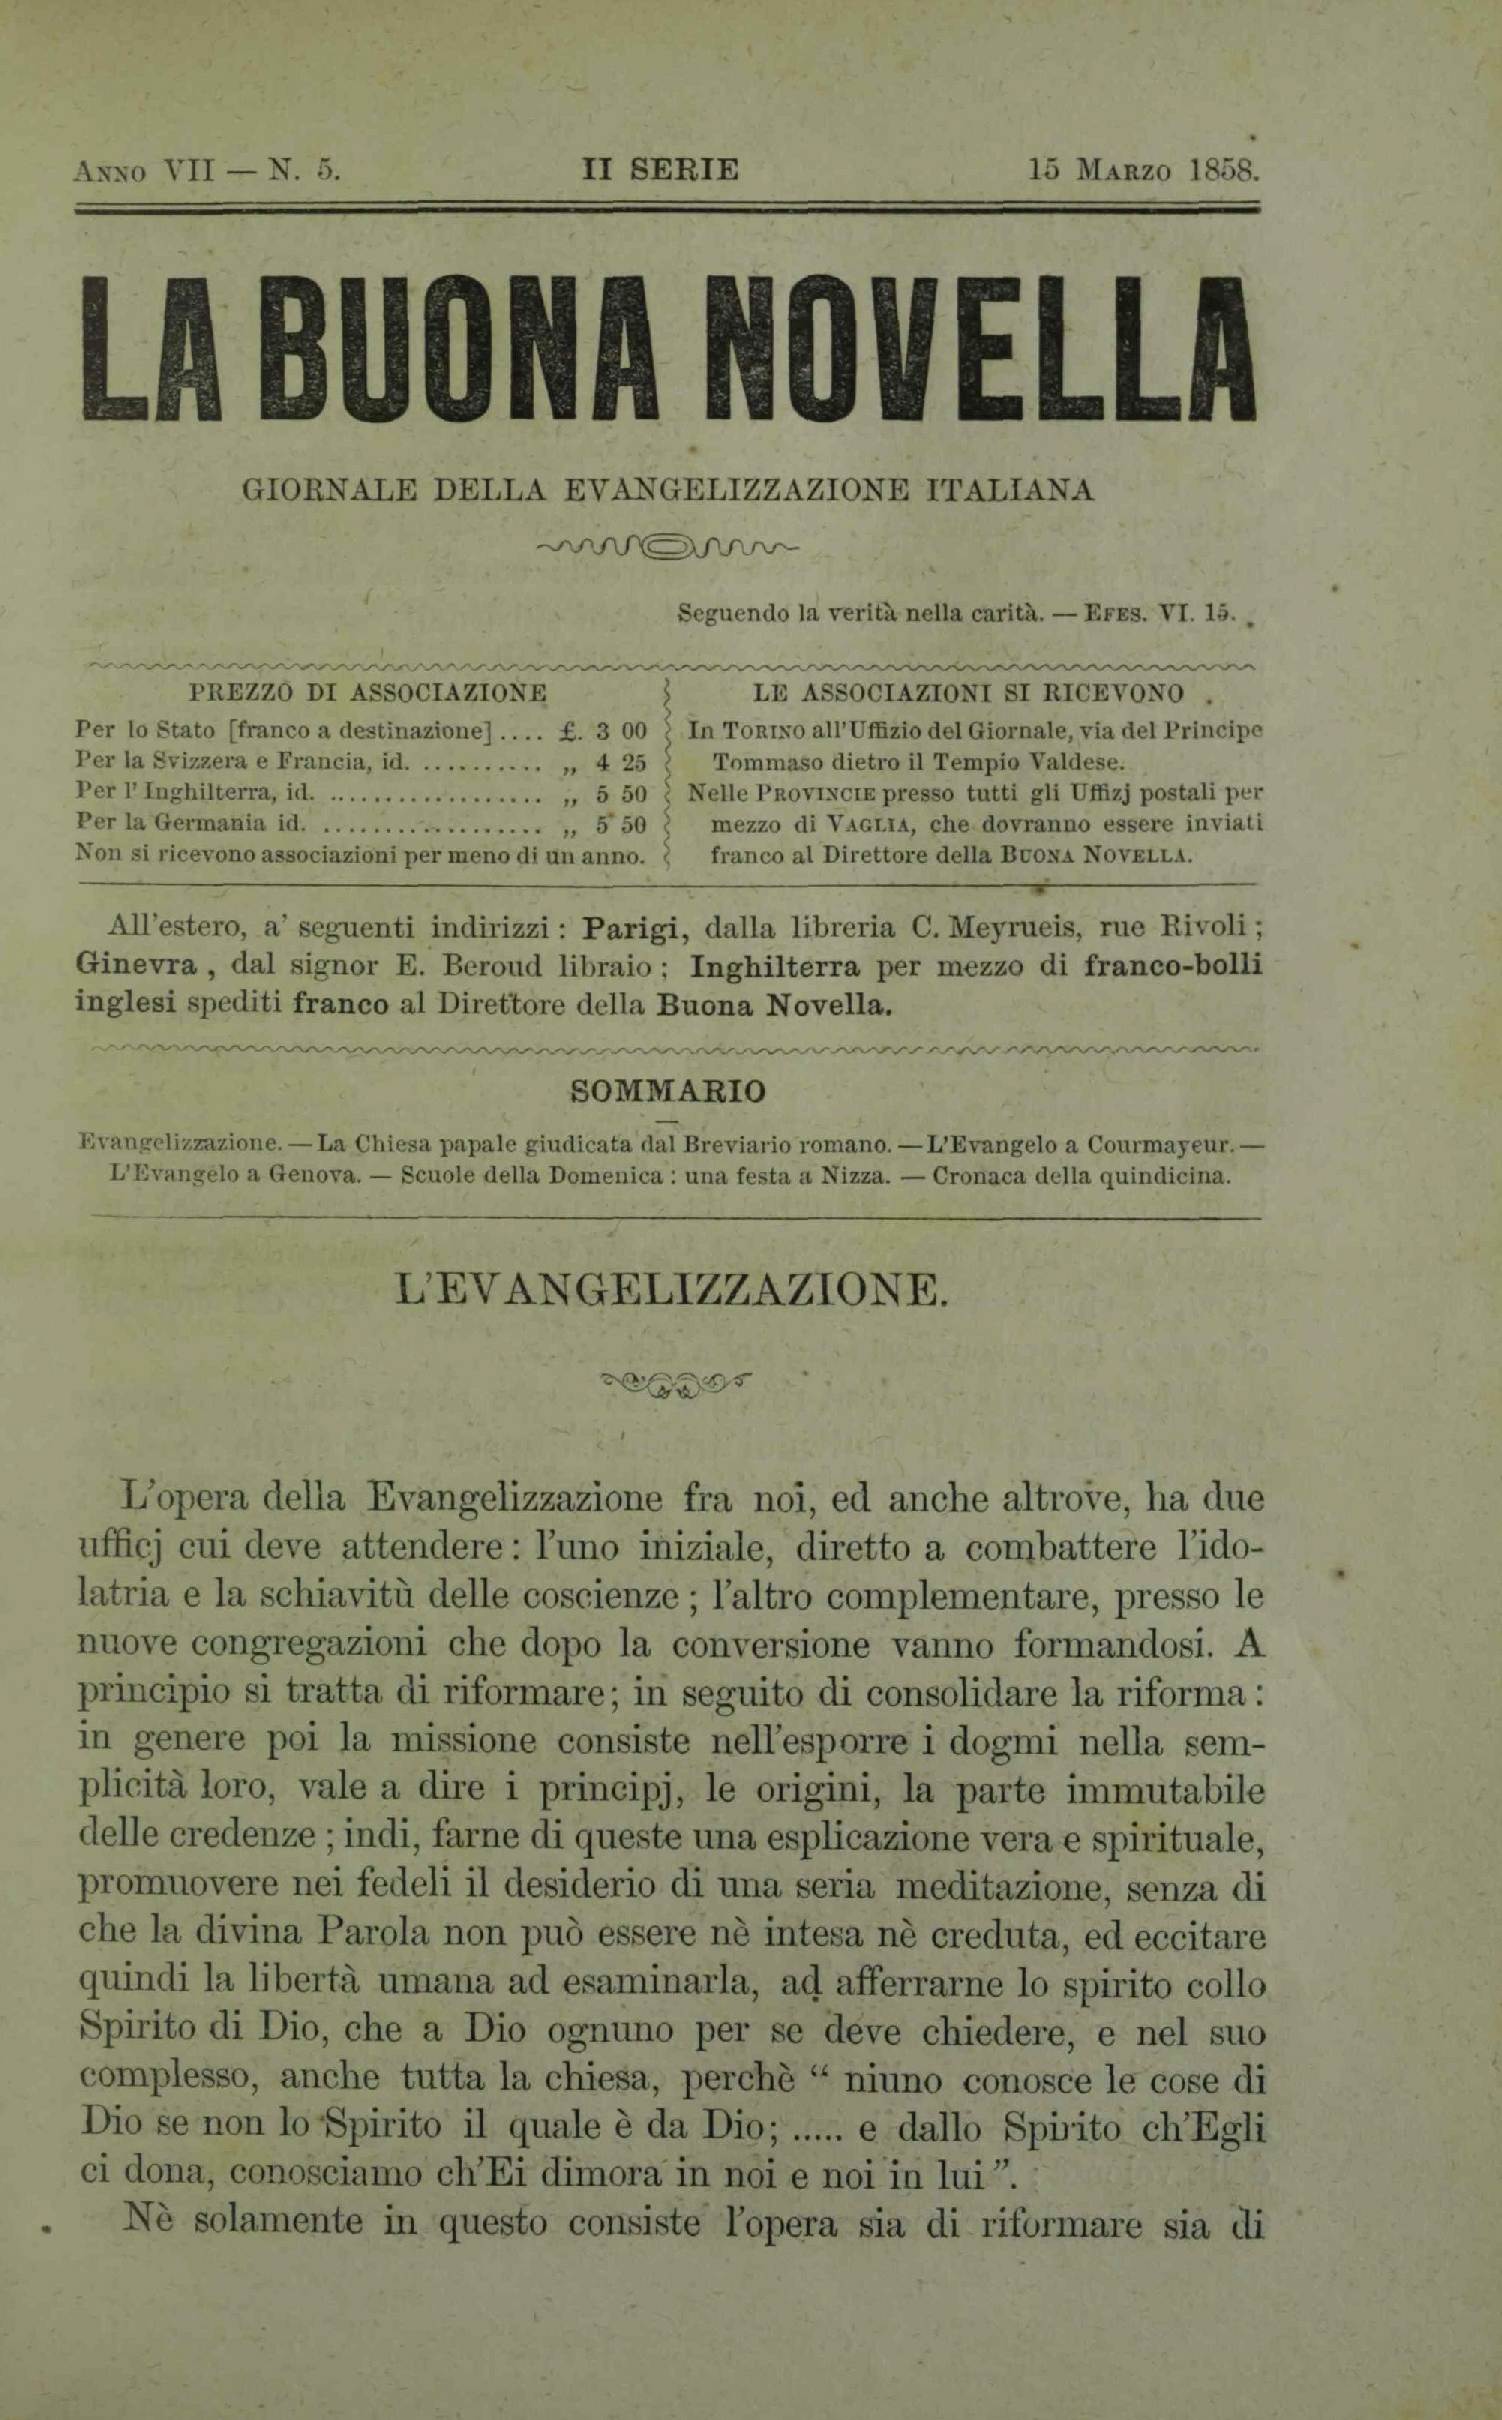 ANNO VII — N. 5. II SERIE 15 MARZO 1858.
LA BUONA NOVELLA
GIORNALE DELLA EVANGELIZZAZIONE ITALIANA
Seguendo la verità nella carità. — EFES. VI. 15.
PREZZO DI ASSOCIAZIONE
Per lo Stato [franco a destinazione] .... £. 3 00
Per la Svizzera e Francia, id. ........... „ 4 25
Per l' Inghilterra, id. ................... „ 5 50
Per la Germania id. .................. „ 5 50
Non si ricevono associazioni per meno di un anno.
LE ASSOCIAZIONI SI RICEVONO
In TORINO all'Uffizio del Giornale, via del Principe
Tommaso dietro il Tempio Valdese.
Nelle PROVINCIE presso tutti gli Uffizj postali per
mezzo di VAGLIA, che dovranno essere inviati
franco al Direttore della BUONA NOVELLA.
All'estero, a' seguenti indirizzi : Parigi, dalla libreria C. Meyrueis, rue Rivoli ;
Ginevra , dal signor E. Beroud libraio ; Inghilterra per mezzo di franco-bolli
inglesi spediti franco al Direttore della Buona Novella.
SOMMARIO
Evangelizzazione. — La Chiesa papale giudicata dal Breviario romano. — L'Evangelo a Courmayeur. —
L'Evangelo a Genova. — Scuole della Domenica : una festa a Nizza. — Cronaca della quindicina.
L'EVANGELIZZAZIONE.
L'opera della Evangelizzazione fra noi, ed anche altrove, ha due
ufficj cui deve attendere : l'uno iniziale, diretto a combattere l'ido-
latria e la schiavitù delle coscienze ; l'altro complementare, presso le
nuove congregazioni che dopo la conversione vanno formandosi. A
principio si tratta di riformare; in seguito di consolidare la riforma :
in genere poi la missione consiste nell'esporre i dogmi nella sem-
plicità loro, vale a dire i principj, le origini, la parte immutabile
delle credenze ; indi, farne di queste una esplicazione vera e spirituale,
promuovere nei fedeli il desiderio di una seria meditazione, senza di
che la divina Parola non può essere nè intesa nè creduta, ed eccitare
quindi la libertà umana ad esaminarla, ad afferrarne lo spirito collo
Spirito di Dio, che a Dio ognuno per se deve chiedere, e nel suo
complesso, anche tutta la chiesa, perchè “ niuno conosce le cose di
Dio se non lo Spirito il quale è da Dio; ..... e dallo Spirito ch'Egli
ci dona, conosciamo ch'Ei dimora in noi e noi in lui ”.
Nè solamente in questo consiste l'opera sia di riformare sia di